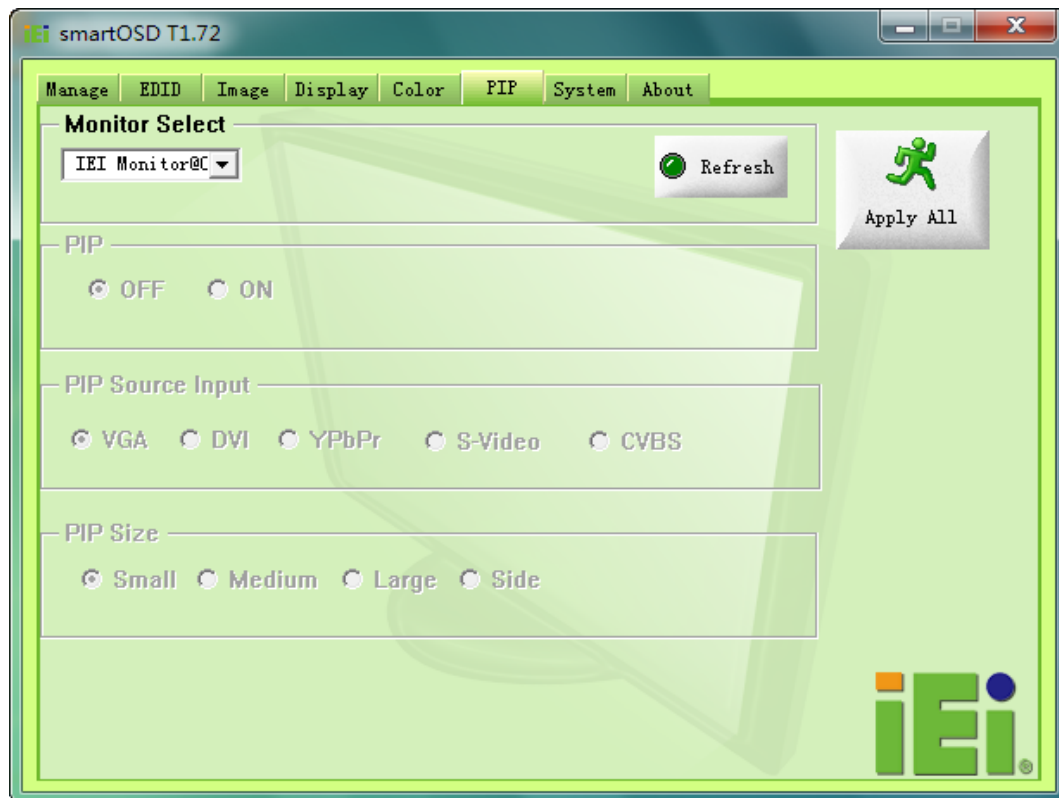 iEi smartOSD T1.72
Manage EDID Image Display Color PIP System About
Monitor Select
IEI Monitor@C
Refresh
Apply All
PIP
OFF ON
PIP Source Input
VGA DVI YPbPr S-Video CVBS
PIP Size
Small Medium Large Side
iEi®